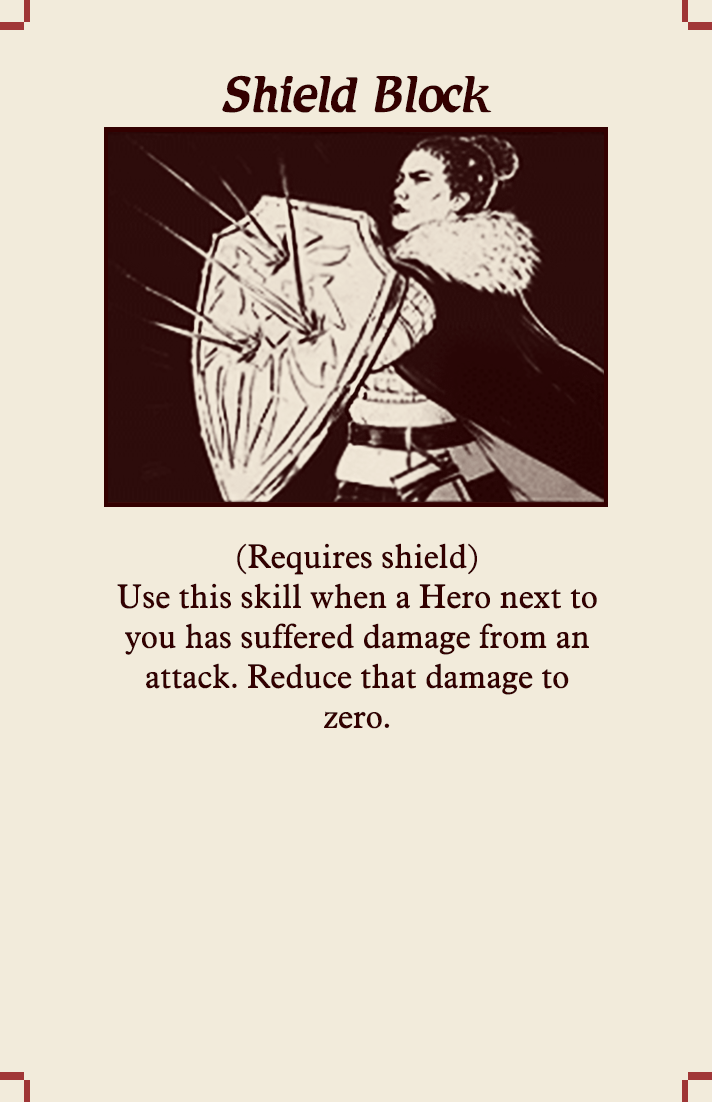 Shield Block
(Requires shield)
Use this skill when a Hero next to
you has suffered damage from an
attack. Reduce that damage to
zero.